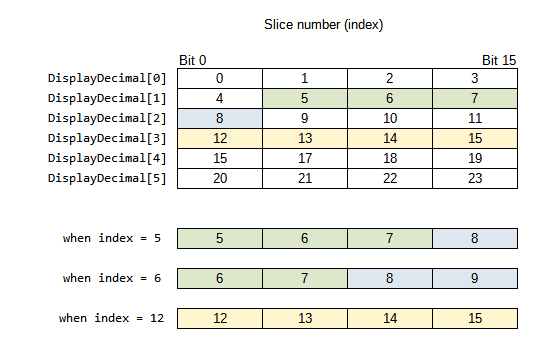 Slice number (index)
Bit 0 Bit 15
DisplayDecimal[0] 0 1 2 3
DisplayDecimal[1] 4 5 6 7
DisplayDecimal[2] 8 9 10 11
DisplayDecimal[3] 12 13 14 15
DisplayDecimal[4] 15 17 18 19
DisplayDecimal[5] 20 21 22 23
when index = 5 5 6 7 8
when index = 6 6 7 8 9
when index = 12 12 13 14 15